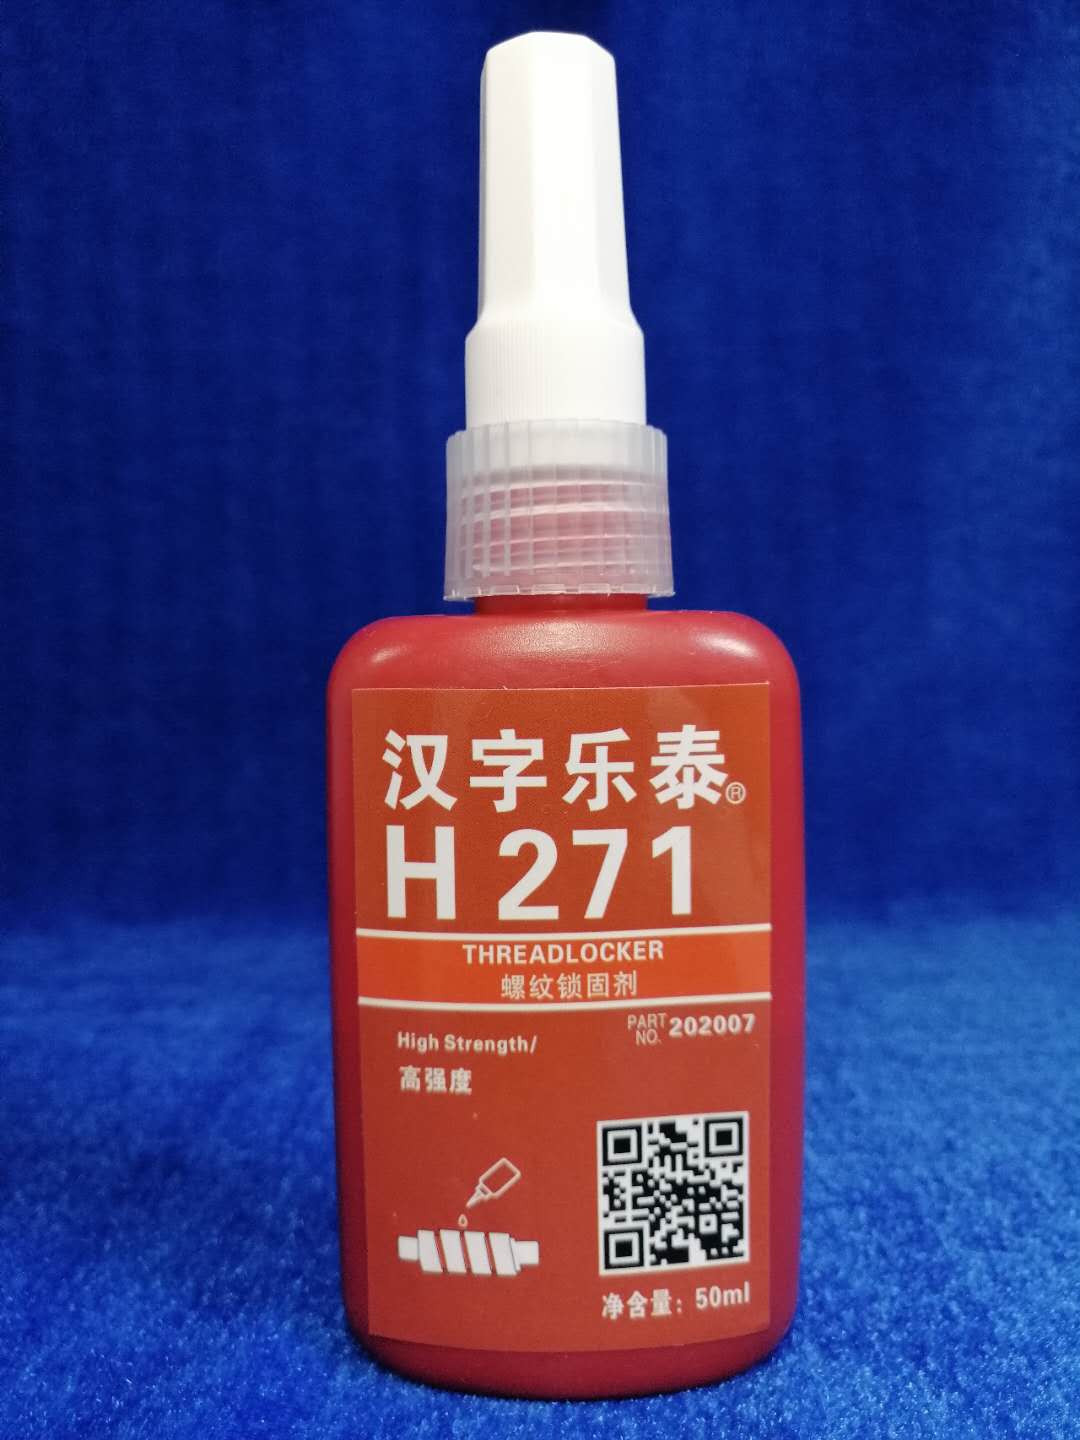 汉字乐泰®
H 271
THREADLOCKER
螺纹锁固剂
PART NO. 202007
High Strength/
高强度
净含量：50ml